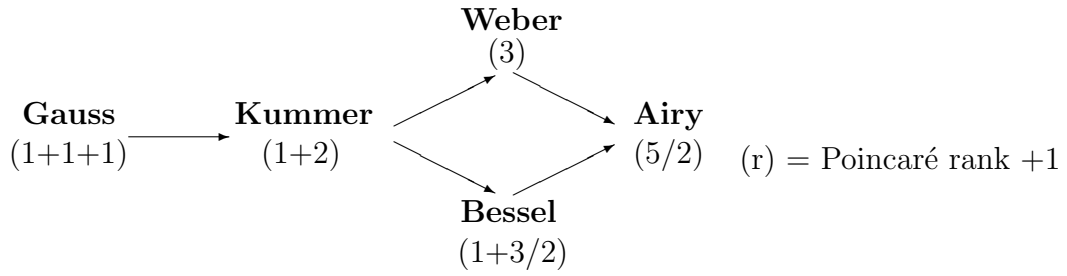 Weber
(3)
Gauss
(1+1+1)
Kummer
(1+2)
Airy
(5/2)
(r) = Poincaré rank +1
Bessel
(1+3/2)